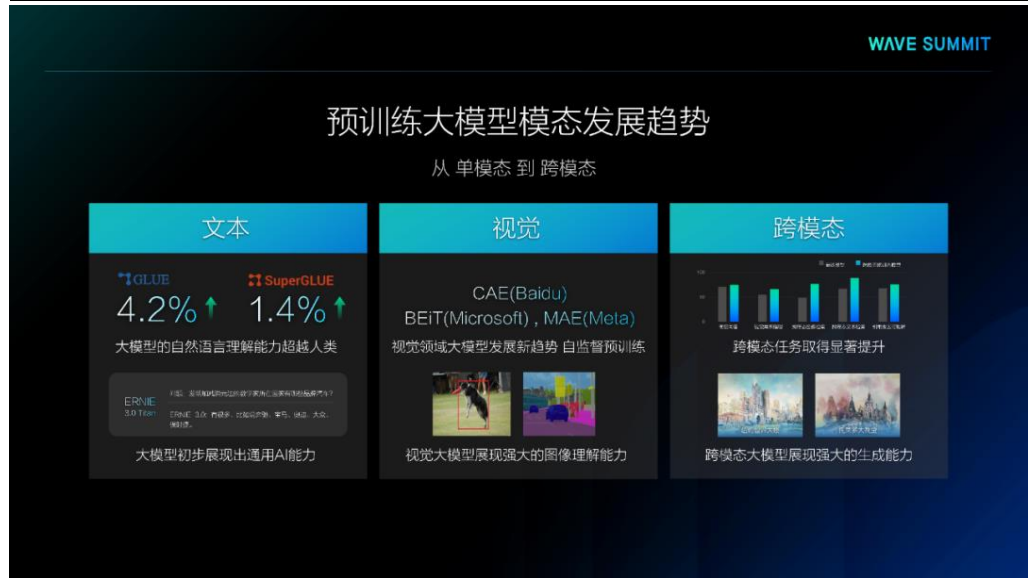 WAVE SUMMIT
预训练大模型模态发展趋势
从 单模态 到 跨模态
文本
GLUE
4.2%
SuperGLUE
1.4%
大模型的自然语言理解能力超越人类
ERNIE
3.0 Titan
大模型初步展现出通用AI能力
视觉
CAE(Baidu)
BEiT(Microsoft) , MAE(Meta)
视觉领域大模型发展新趋势 自监督预训练
视觉大模型展现强大的图像理解能力
跨模态
跨模态任务取得显著提升
跨模态大模型展现强大的生成能力